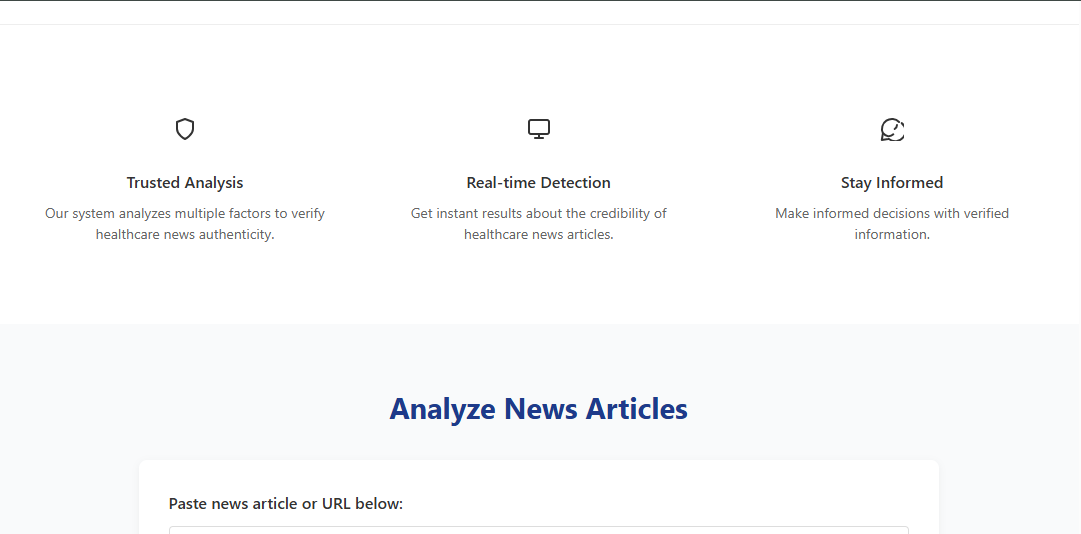 Trusted Analysis
Our system analyzes multiple factors to verify
healthcare news authenticity.
Real-time Detection
Get instant results about the credibility of
healthcare news articles.
Stay Informed
Make informed decisions with verified
information.
Analyze News Articles
Paste news article or URL below: